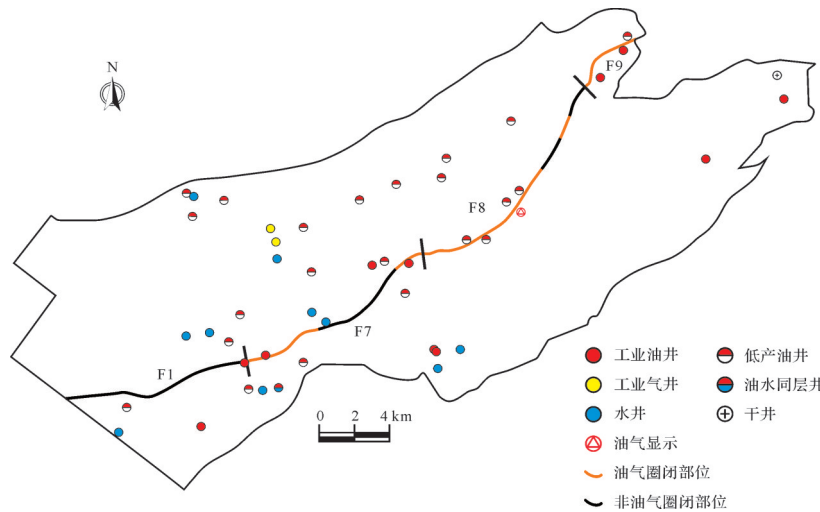 N
F9
F8
F7
F1
0 2 4 km
工业油井
低产油井
工业气井
油水同层井
水井
干井
油气显示
油气圈闭部位
非油气圈闭部位